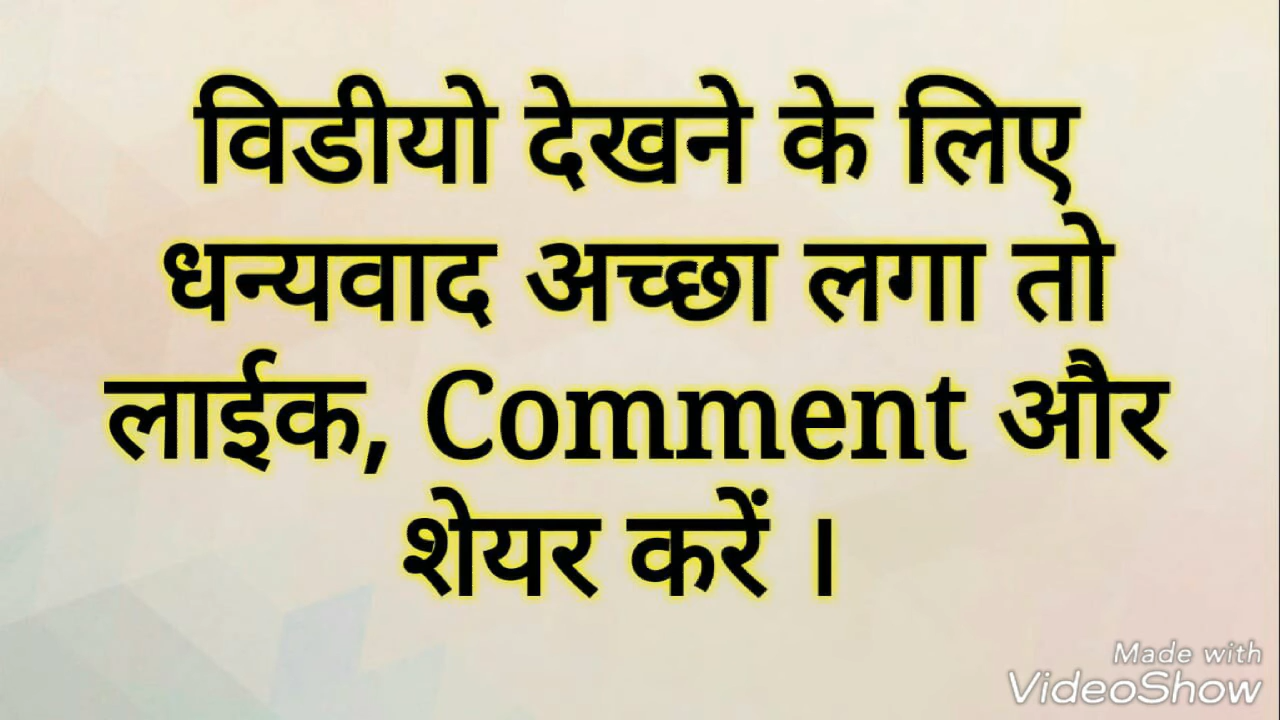 विडीयो देखने के लिए
धन्यवाद अच्छा लगा तो
लाईक, Comment और
शेयर करें ।
Made with
VideoShow